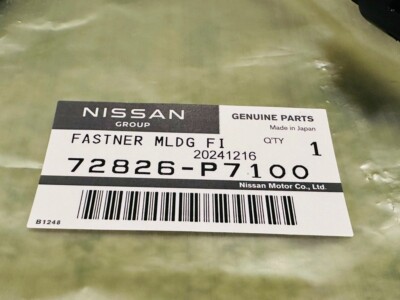 NISSAN
GROUP
GENUINE PARTS
Made in Japan
FASTNER MLDG FI
Q'TY 1
20241216
72826-P7100
Nissan Motor Co., Ltd.
B1248